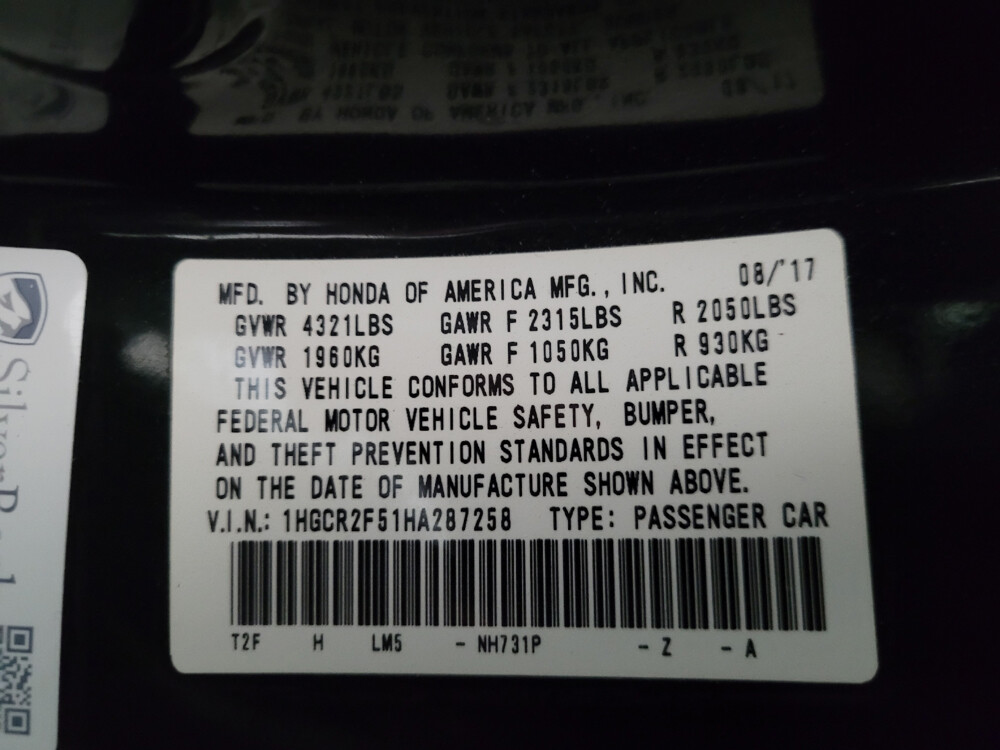 MFD. BY HONDA OF AMERICA MFG., INC. 08/'17
GVWR 4321LBS GAWR F 2315LBS R 2050LBS
GVWR 1960KG GAWR F 1050KG R 930KG
THIS VEHICLE CONFORMS TO ALL APPLICABLE
FEDERAL MOTOR VEHICLE SAFETY, BUMPER,
AND THEFT PREVENTION STANDARDS IN EFFECT
ON THE DATE OF MANUFACTURE SHOWN ABOVE.
V.I.N.: 1HGCR2F51HA287258 TYPE: PASSENGER CAR
T2F H LM5 - NH731P - Z - A